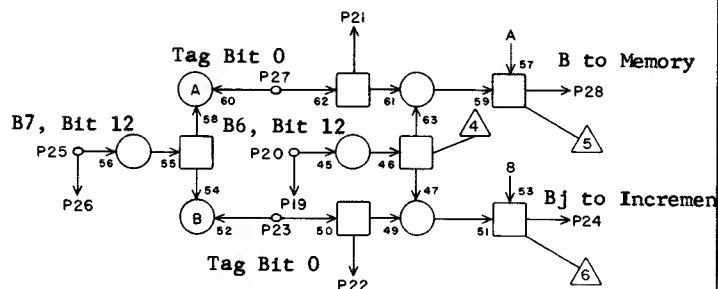 P21
Tag Bit 0
P27
A
B to Memory
A
57
60
62
61
59
P28
58
63
B7, Bit 12
B6, Bit 12
4
5
P25
56
55
P20
45
46
54
47
8
53
Bj to Incremen
P26
P19
B
P23
P24
52
50
49
51
Tag Bit 0
P22
6